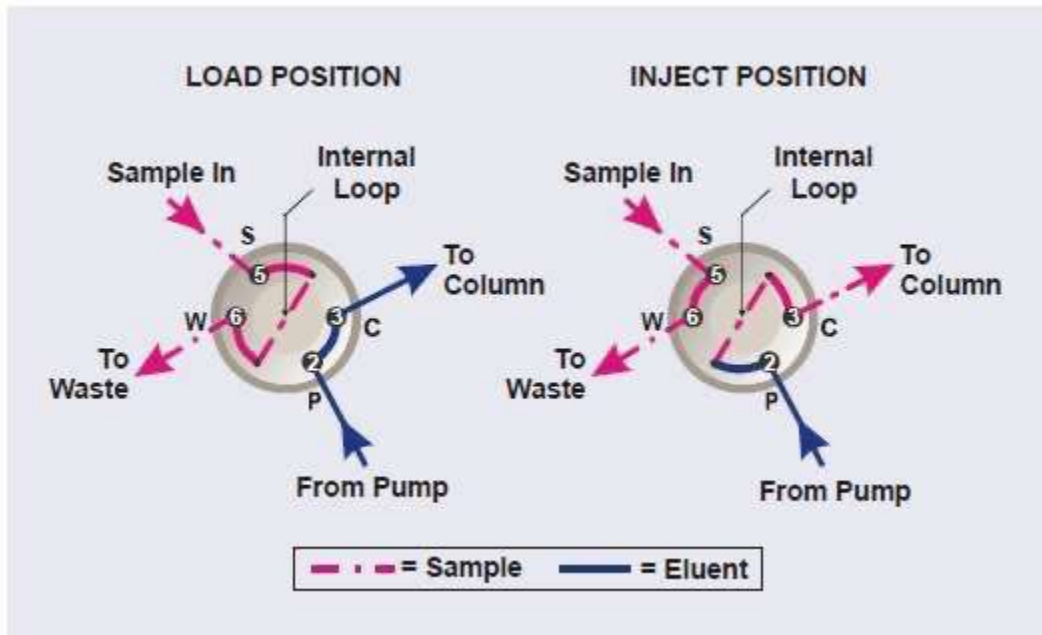 LOAD POSITION
Sample In
Internal
Loop
S
5
To
Column
W
6
3
C
To
Waste
2
P
From Pump
INJECT POSITION
Sample In
Internal
Loop
S
5
To
Column
W
6
3
C
To
Waste
2
P
From Pump
= Sample
= Eluent